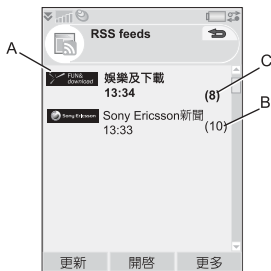 RSS feeds
A
C
B
FUN&
download
娛樂及下載
13:34
(8)
Sony Ericsson
Sony Ericsson新聞
13:33
(10)
更新
開啓
更多